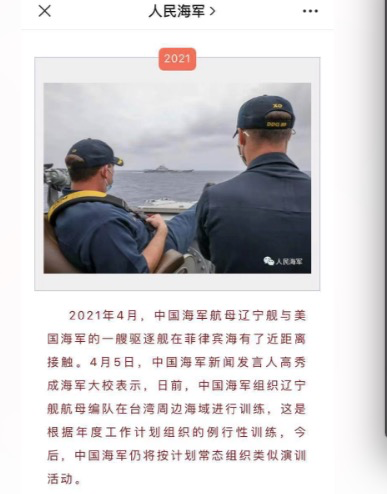 人民海军
2021
人民海军
2021年4月，中国海军航母辽宁舰与美
国海军的一艘驱逐舰在菲律宾海有了近距离
接触。4月5日，中国海军新闻发言人高秀
成海军大校表示，日前，中国海军组织辽宁
舰航母编队在台湾周边海域进行训练，这是
根据年度工作计划组织的例行性训练，今
后，中国海军仍将按计划常态组织类似演训
活动。